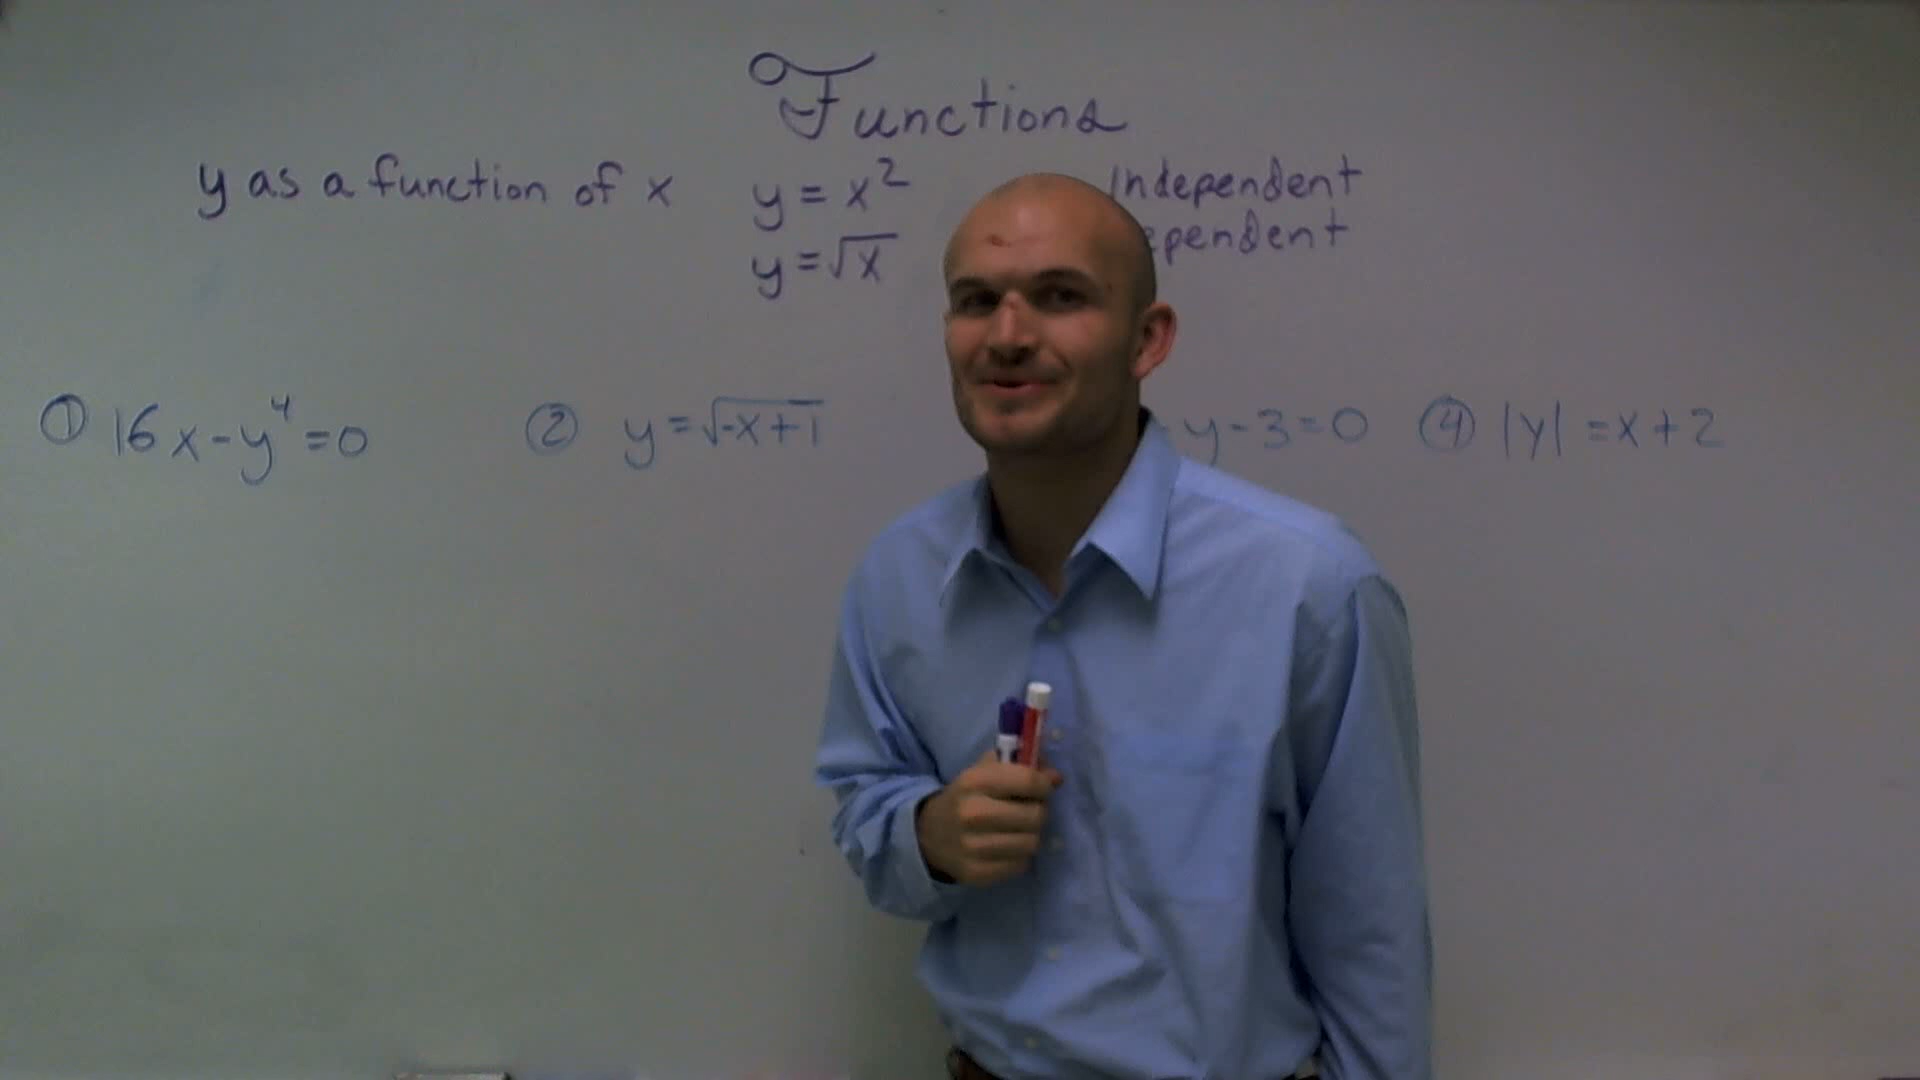 Functions
y as a function of x y = x² Independent
y = √x ependent
① 16x - y⁴ = 0 ② y = √-x+1 y - 3 = 0 ④ |y| = x + 2